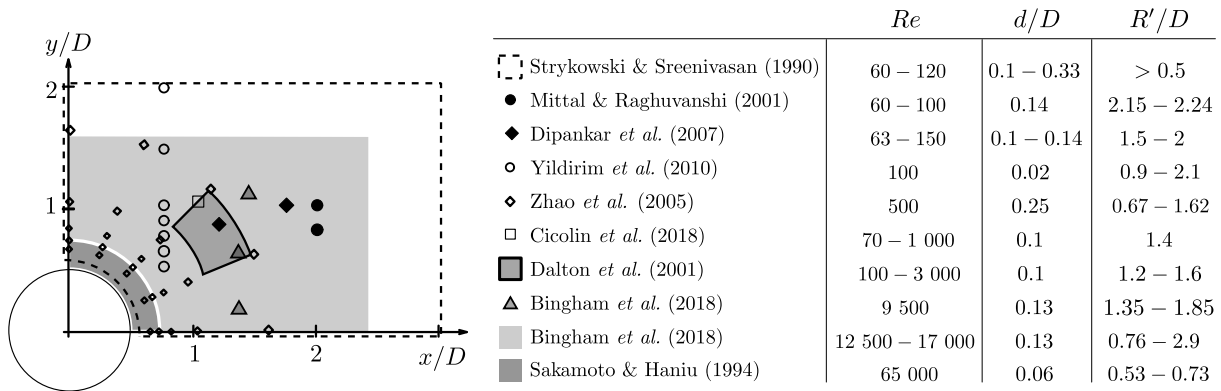 y/D
2
1
1
2
x/D
Re d/D R′/D
Strykowski & Sreenivasan (1990) 60 − 120 0.1 − 0.33 > 0.5
Mittal & Raghuvanshi (2001) 60 − 100 0.14 2.15 − 2.24
Dipankar et al. (2007) 63 − 150 0.1 − 0.14 1.5 − 2
Yildirim et al. (2010) 100 0.02 0.9 − 2.1
Zhao et al. (2005) 500 0.25 0.67 − 1.62
Cicolin et al. (2018) 70 − 1 000 0.1 1.4
Dalton et al. (2001) 100 − 3 000 0.1 1.2 − 1.6
Bingham et al. (2018) 9 500 0.13 1.35 − 1.85
Bingham et al. (2018) 12 500 − 17 000 0.13 0.76 − 2.9
Sakamoto & Haniu (1994) 65 000 0.06 0.53 − 0.73